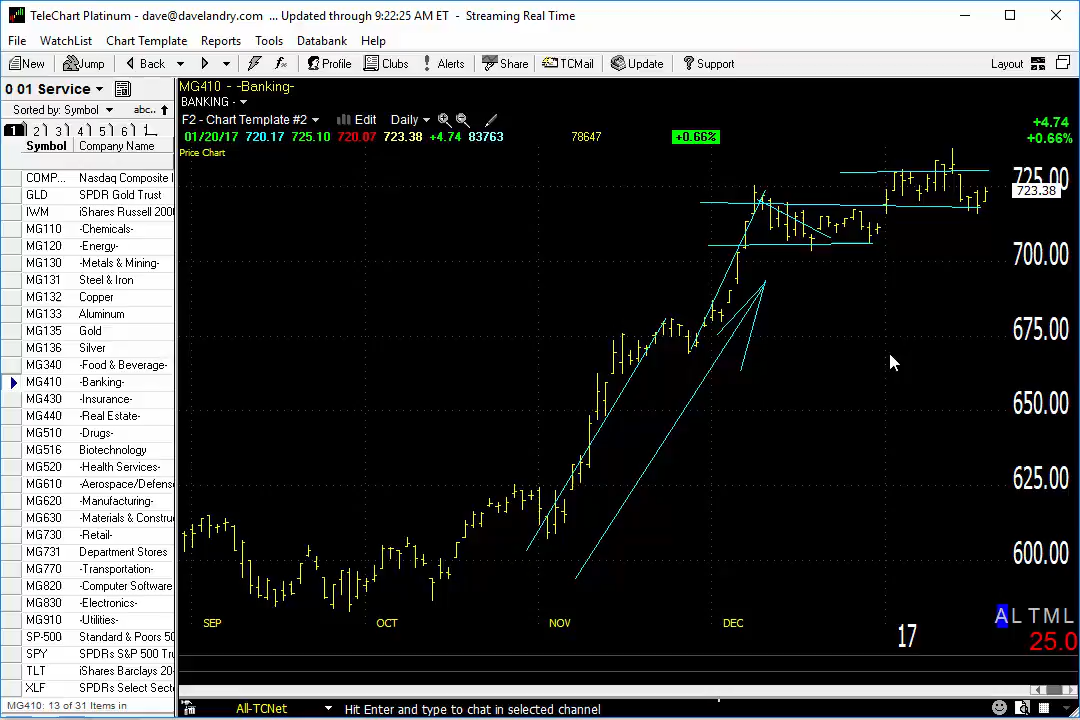 TeleChart Platinum - dave@davelandry.com ... Updated through 9:22:25 AM ET - Streaming Real Time
File WatchList Chart Template Reports Tools Databank Help
New Jump Back Profile Clubs Alerts Share TCMail Update Support Layout
0 01 Service
Sorted by: Symbol abc..
1 2 3 4 5 6
Symbol Company Name
COMP... Nasdaq Composite I
GLD SPDR Gold Trust
IWM iShares Russell 200
MG110 -Chemicals-
MG120 -Energy-
MG130 -Metals & Mining-
MG131 Steel & Iron
MG132 Copper
MG133 Aluminum
MG135 Gold
MG136 Silver
MG340 -Food & Beverage-
MG410 -Banking-
MG430 -Insurance-
MG440 -Real Estate-
MG510 -Drugs-
MG516 Biotechnology
MG520 -Health Services-
MG610 -Aerospace/Defens
MG620 -Manufacturing-
MG630 -Materials & Constru
MG730 -Retail-
MG731 Department Stores
MG770 -Transportation-
MG820 -Computer Software
MG830 -Electronics-
MG910 -Utilities-
SP-500 Standard & Poors 50
SPY SPDRs S&P 500 Tru
TLT iShares Barclays 20-
XLF SPDRs Select Secto
MG410: 13 of 31 Items in
MG410 - -Banking-
BANKING -
F2 - Chart Template #2 Edit Daily
01/20/17 720.17 725.10 720.07 723.38 +4.74 83763 78647 +0.66%
Price Chart
+4.74
+0.66%
725.00
723.38
700.00
675.00
650.00
625.00
600.00
SEP OCT NOV DEC 17
A L T M L
25.0
All-TCNet Hit Enter and type to chat in selected channel